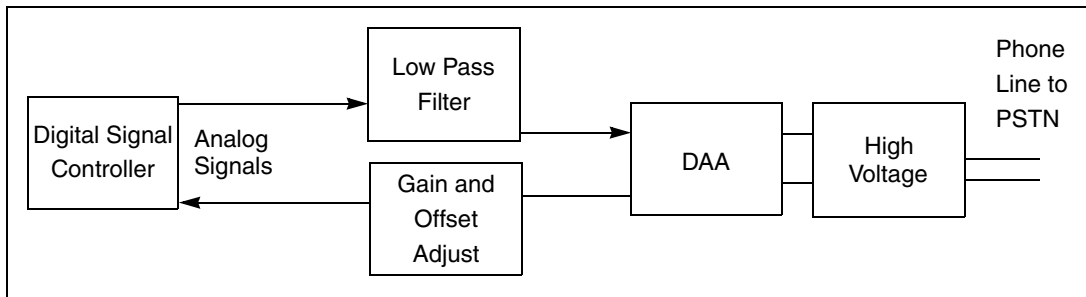 Digital Signal
Controller
Analog
Signals
Low Pass
Filter
Gain and
Offset
Adjust
DAA
High
Voltage
Phone
Line to
PSTN